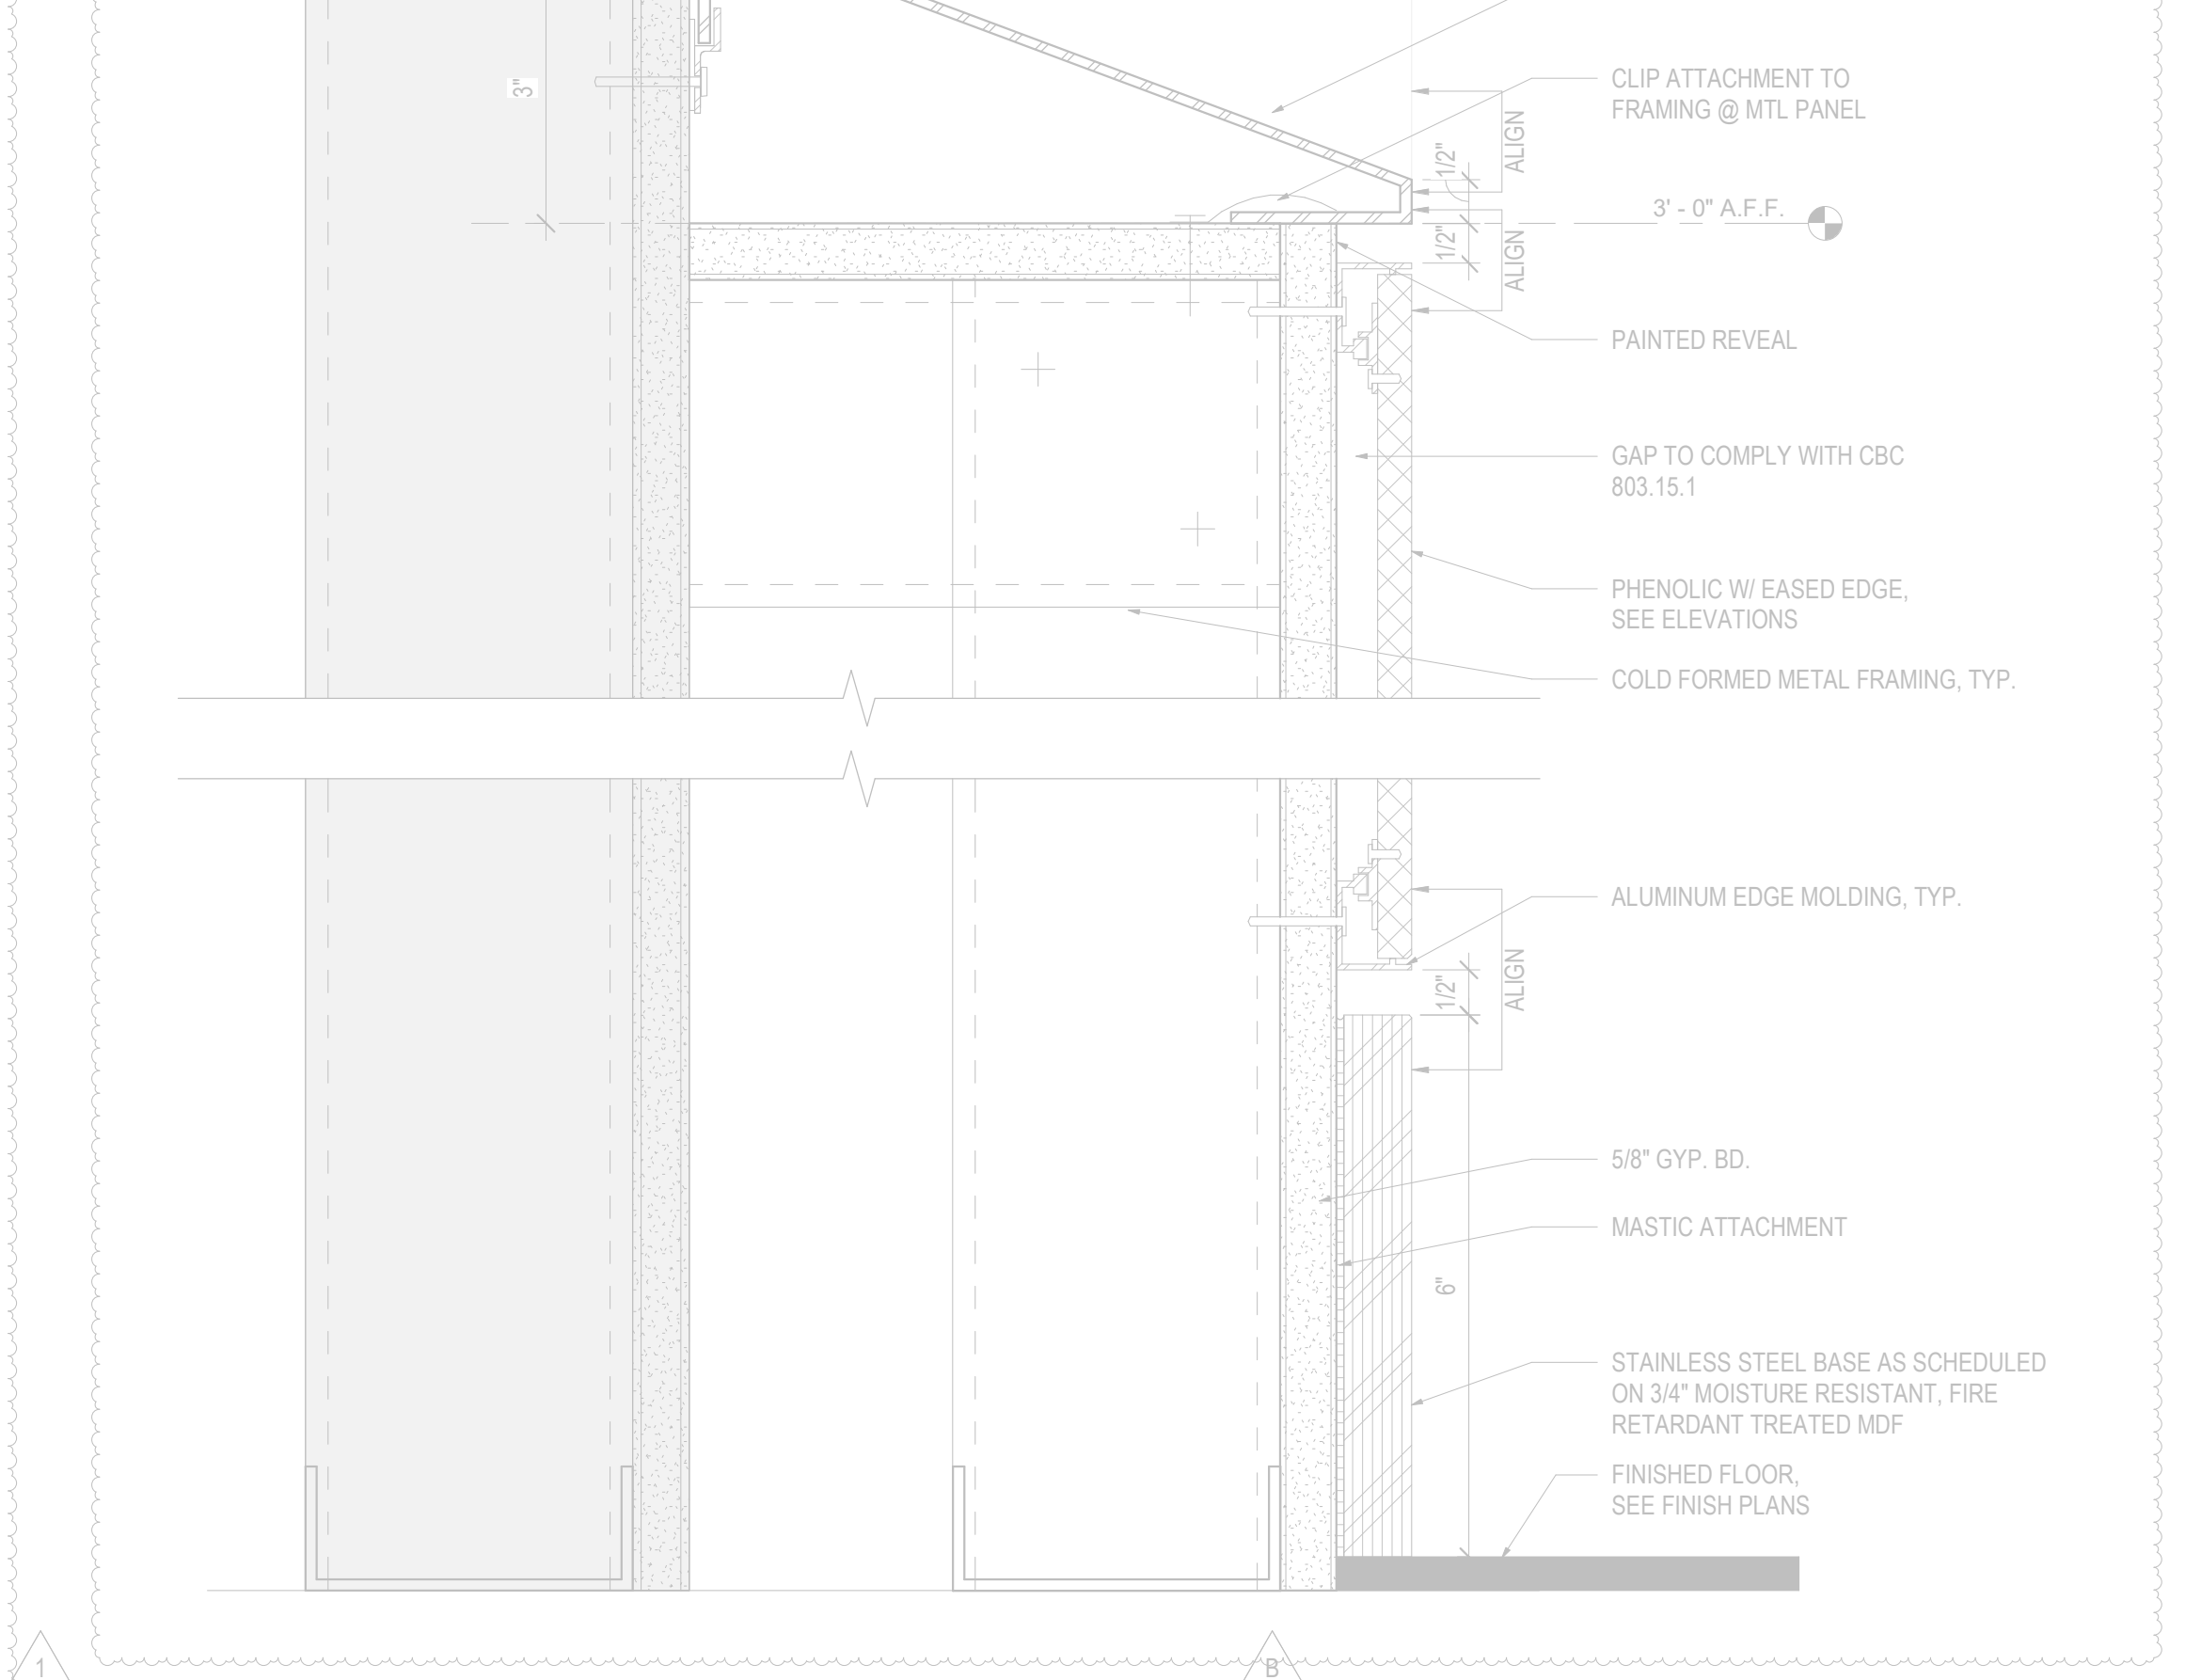 3"
CLIP ATTACHMENT TO
FRAMING @ MTL PANEL
ALIGN
1/2"
3' - 0" A.F.F.
1/2"
ALIGN
PAINTED REVEAL
GAP TO COMPLY WITH CBC
803.15.1
PHENOLIC W/ EASED EDGE,
SEE ELEVATIONS
COLD FORMED METAL FRAMING, TYP.
ALUMINUM EDGE MOLDING, TYP.
1/2"
ALIGN
5/8" GYP. BD.
MASTIC ATTACHMENT
6"
STAINLESS STEEL BASE AS SCHEDULED
ON 3/4" MOISTURE RESISTANT, FIRE
RETARDANT TREATED MDF
FINISHED FLOOR,
SEE FINISH PLANS
1
B